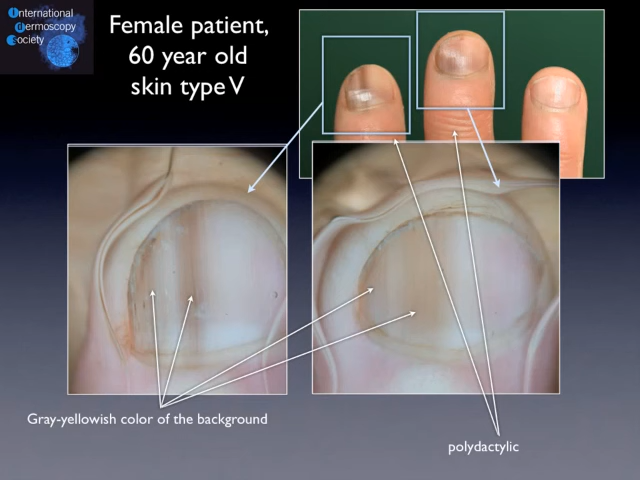 International
Dermoscopy
Society
Female patient,
60 year old
skin type V
Gray-yellowish color of the background
polydactylic